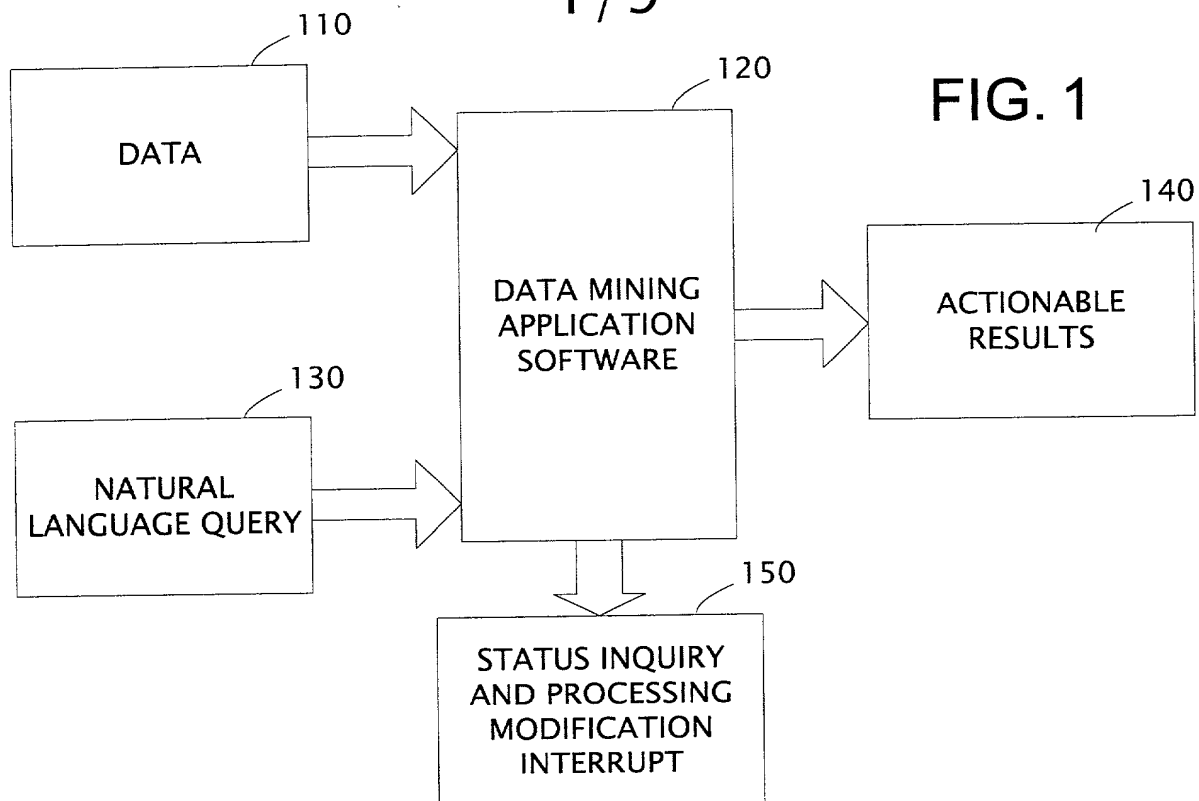 110
120
FIG. 1
DATA
140
DATA MINING
APPLICATION
SOFTWARE
ACTIONABLE
RESULTS
130
NATURAL
LANGUAGE QUERY
150
STATUS INQUIRY
AND PROCESSING
MODIFICATION
INTERRUPT